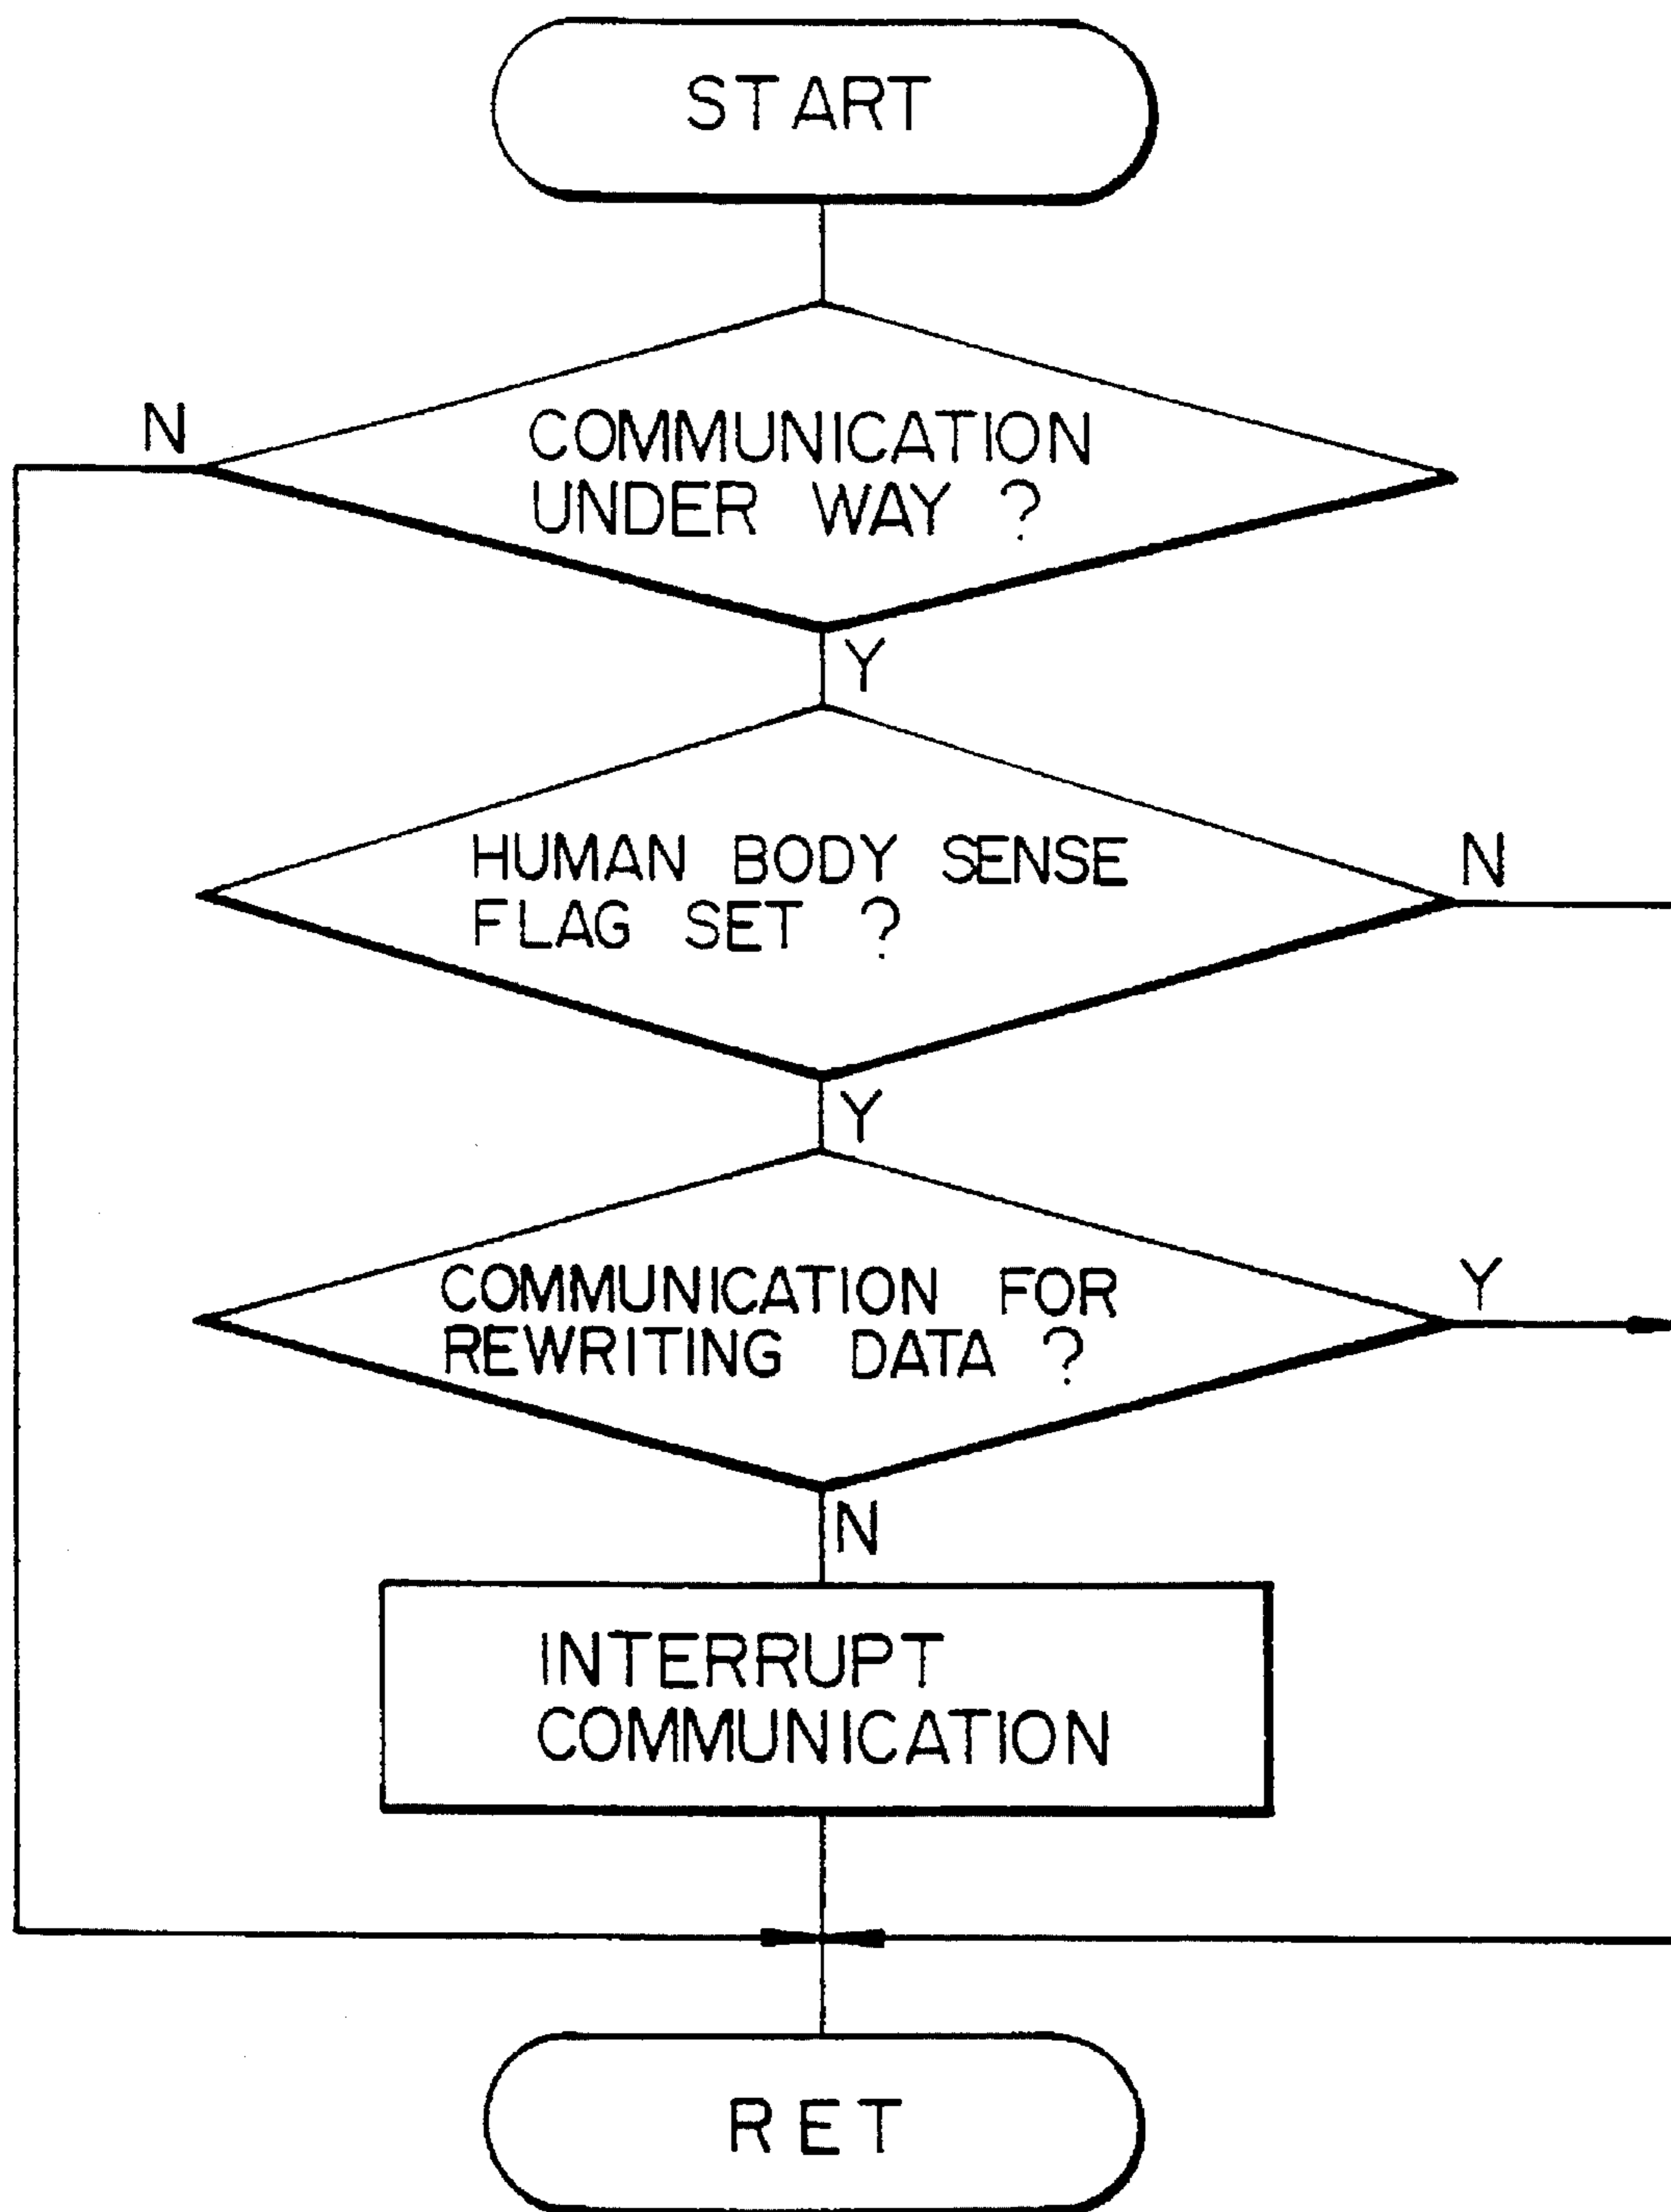 START
N
COMMUNICATION
UNDER WAY ?
Y
HUMAN BODY SENSE
FLAG SET ?
N
Y
COMMUNICATION FOR
REWRITING DATA ?
Y
N
INTERRUPT
COMMUNICATION
RET